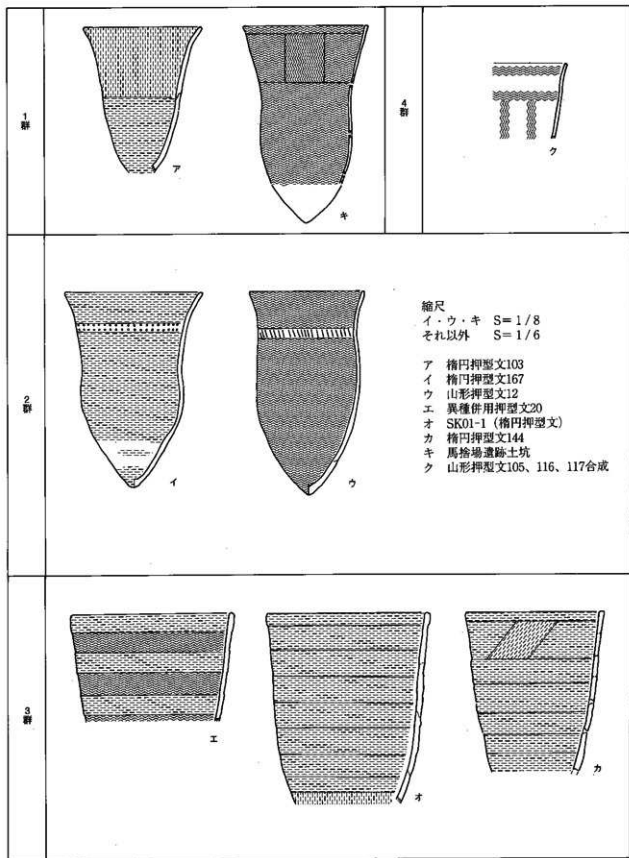 1類
ア
キ
4類
ク
2類
イ
ウ
縮尺
イ・ウ・キ S=1/8
それ以外 S=1/6
ア 楕円押型文103
イ 楕円押型文167
ウ 山形押型文12
エ 異種併用押型文20
オ SK01-1 (楕円押型文)
カ 楕円押型文144
キ 馬捨場遺跡土坑
ク 山形押型文105、116、117合成
3類
エ
オ
カ